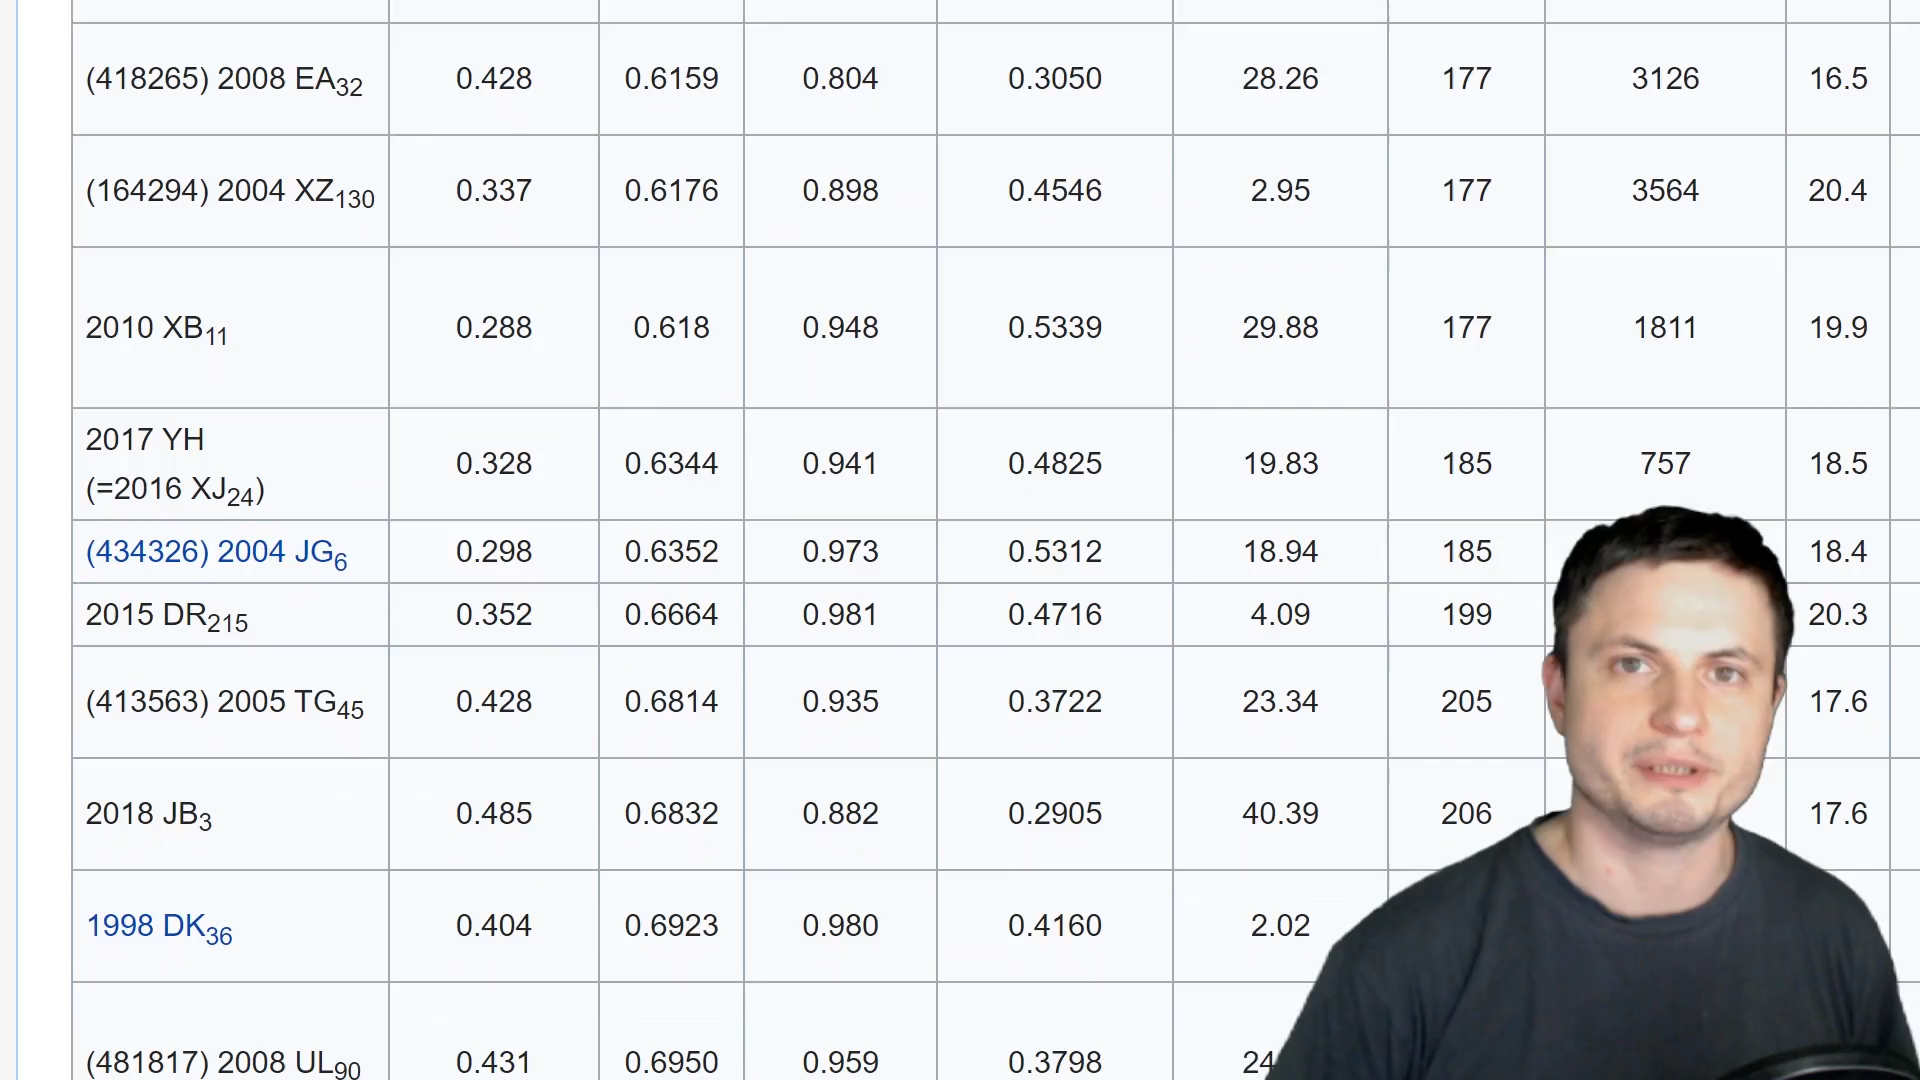 (418265) 2008 EA32 0.428 0.6159 0.804 0.3050 28.26 177 3126 16.5
(164294) 2004 XZ130 0.337 0.6176 0.898 0.4546 2.95 177 3564 20.4
2010 XB11 0.288 0.618 0.948 0.5339 29.88 177 1811 19.9
2017 YH
(=2016 XJ24) 0.328 0.6344 0.941 0.4825 19.83 185 757 18.5
(434326) 2004 JG6 0.298 0.6352 0.973 0.5312 18.94 185 18.4
2015 DR215 0.352 0.6664 0.981 0.4716 4.09 199 20.3
(413563) 2005 TG45 0.428 0.6814 0.935 0.3722 23.34 205 17.6
2018 JB3 0.485 0.6832 0.882 0.2905 40.39 206 17.6
1998 DK36 0.404 0.6923 0.980 0.4160 2.02
(481817) 2008 UL90 0.431 0.6950 0.959 0.3798 24